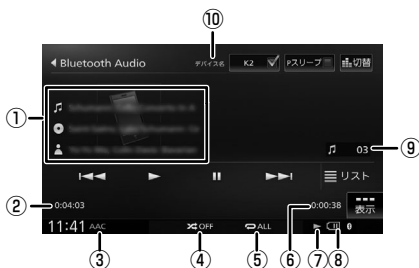 ⑩
Bluetooth Audio
デバイス名 K2 Pスリープ 切替
①
⑨
03
リスト
② 0:04:03
0:00:38
表示
11:41 AAC OFF ALL
③ ④ ⑤ ⑥ ⑦ ⑧